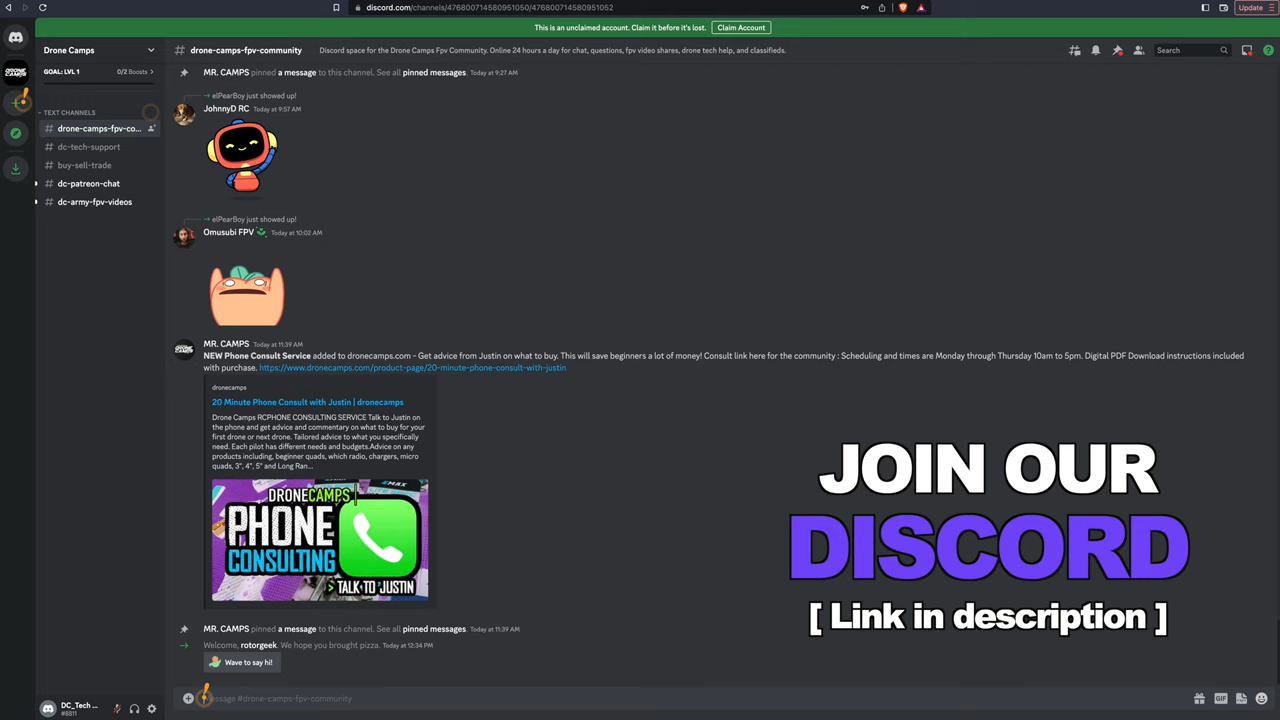 discord.com/channels/476800714580951050/476800714580951052
Update
This is an unclaimed account. Claim it before it's lost.
Claim Account
Drone Camps
drone-camps-fpv-community
Discord space for the Drone Camps Fpv Community. Online 24 hours a day for chat, questions, fpv video shares, drone tech help, and classifieds.
Search
GOAL: LVL 1
0/2 Boosts
TEXT CHANNELS
drone-camps-fpv-co...
dc-tech-support
buy-sell-trade
dc-patreon-chat
dc-army-fpv-videos
MR. CAMPS pinned a message to this channel. See all pinned messages. Today at 9:27 AM
elPearBoy just showed up!
JohnnyD RC Today at 9:57 AM
elPearBoy just showed up!
Omusubi FPV Today at 10:02 AM
MR. CAMPS Today at 11:39 AM
NEW Phone Consult Service added to dronecamps.com - Get advice from Justin on what to buy. This will save beginners a lot of money! Consult link here for the community : Scheduling and times are Monday through Thursday 10am to 5pm. Digital PDF Download instructions included
with purchase. https://www.dronecamps.com/product-page/20-minute-phone-consult-with-justin
dronecamps
20 Minute Phone Consult with Justin | dronecamps
Drone Camps RCPHONE CONSULTING SERVICE Talk to Justin on
the phone and get advice and commentary on what to buy for your
first drone or next drone. Tailored advice to what you specifically
need. Each pilot has different needs and budgets.Advice on any
products including, beginner quads, which radio, chargers, micro
quads, 3", 4", 5" and Long Ran...
DRONECAMPS
PHONE
CONSULTING
> TALK TO JUSTIN
MR. CAMPS pinned a message to this channel. See all pinned messages. Today at 11:39 AM
Welcome, rotorgeek. We hope you brought pizza. Today at 12:34 PM
Wave to say hi!
DC_Tech ...
#6811
Message #drone-camps-fpv-community
GIF
JOIN OUR
DISCORD
[ Link in description ]